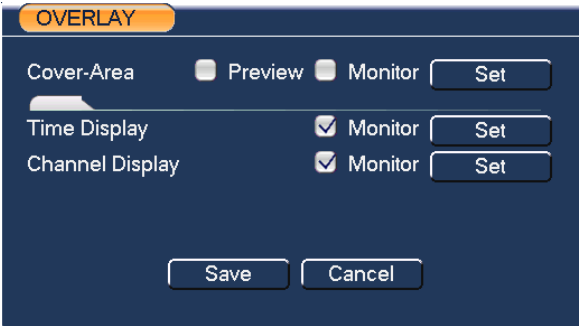 OVERLAY
Cover-Area Preview Monitor Set
Time Display Monitor Set
Channel Display Monitor Set
Save Cancel